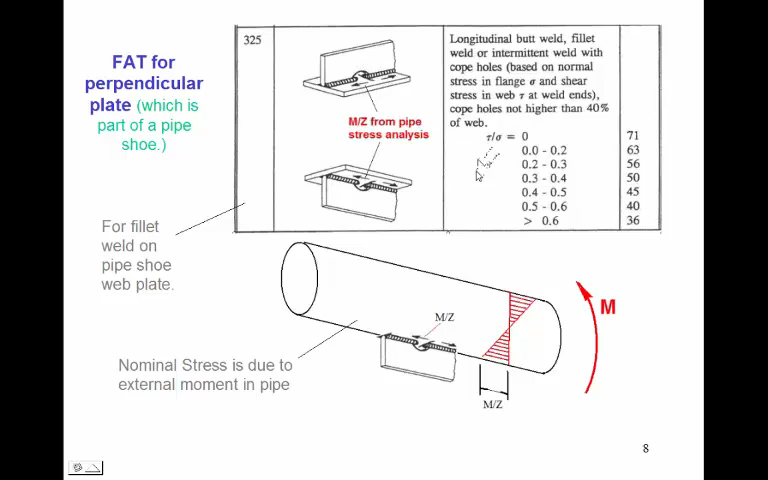 FAT for
perpendicular
plate (which is
part of a pipe
shoe.)
325
M/Z from pipe
stress analysis
Longitudinal butt weld, fillet
weld or intermittent weld with
cope holes (based on normal
stress in flange σ and shear
stress in web τ at weld ends),
cope holes not higher than 40%
of web.
τ/σ = 0 71
0.0 - 0.2 63
0.2 - 0.3 56
0.3 - 0.4 50
0.4 - 0.5 45
0.5 - 0.6 40
> 0.6 36
For fillet
weld on
pipe shoe
web plate.
M
M/Z
Nominal Stress is due to
external moment in pipe
M/Z
8